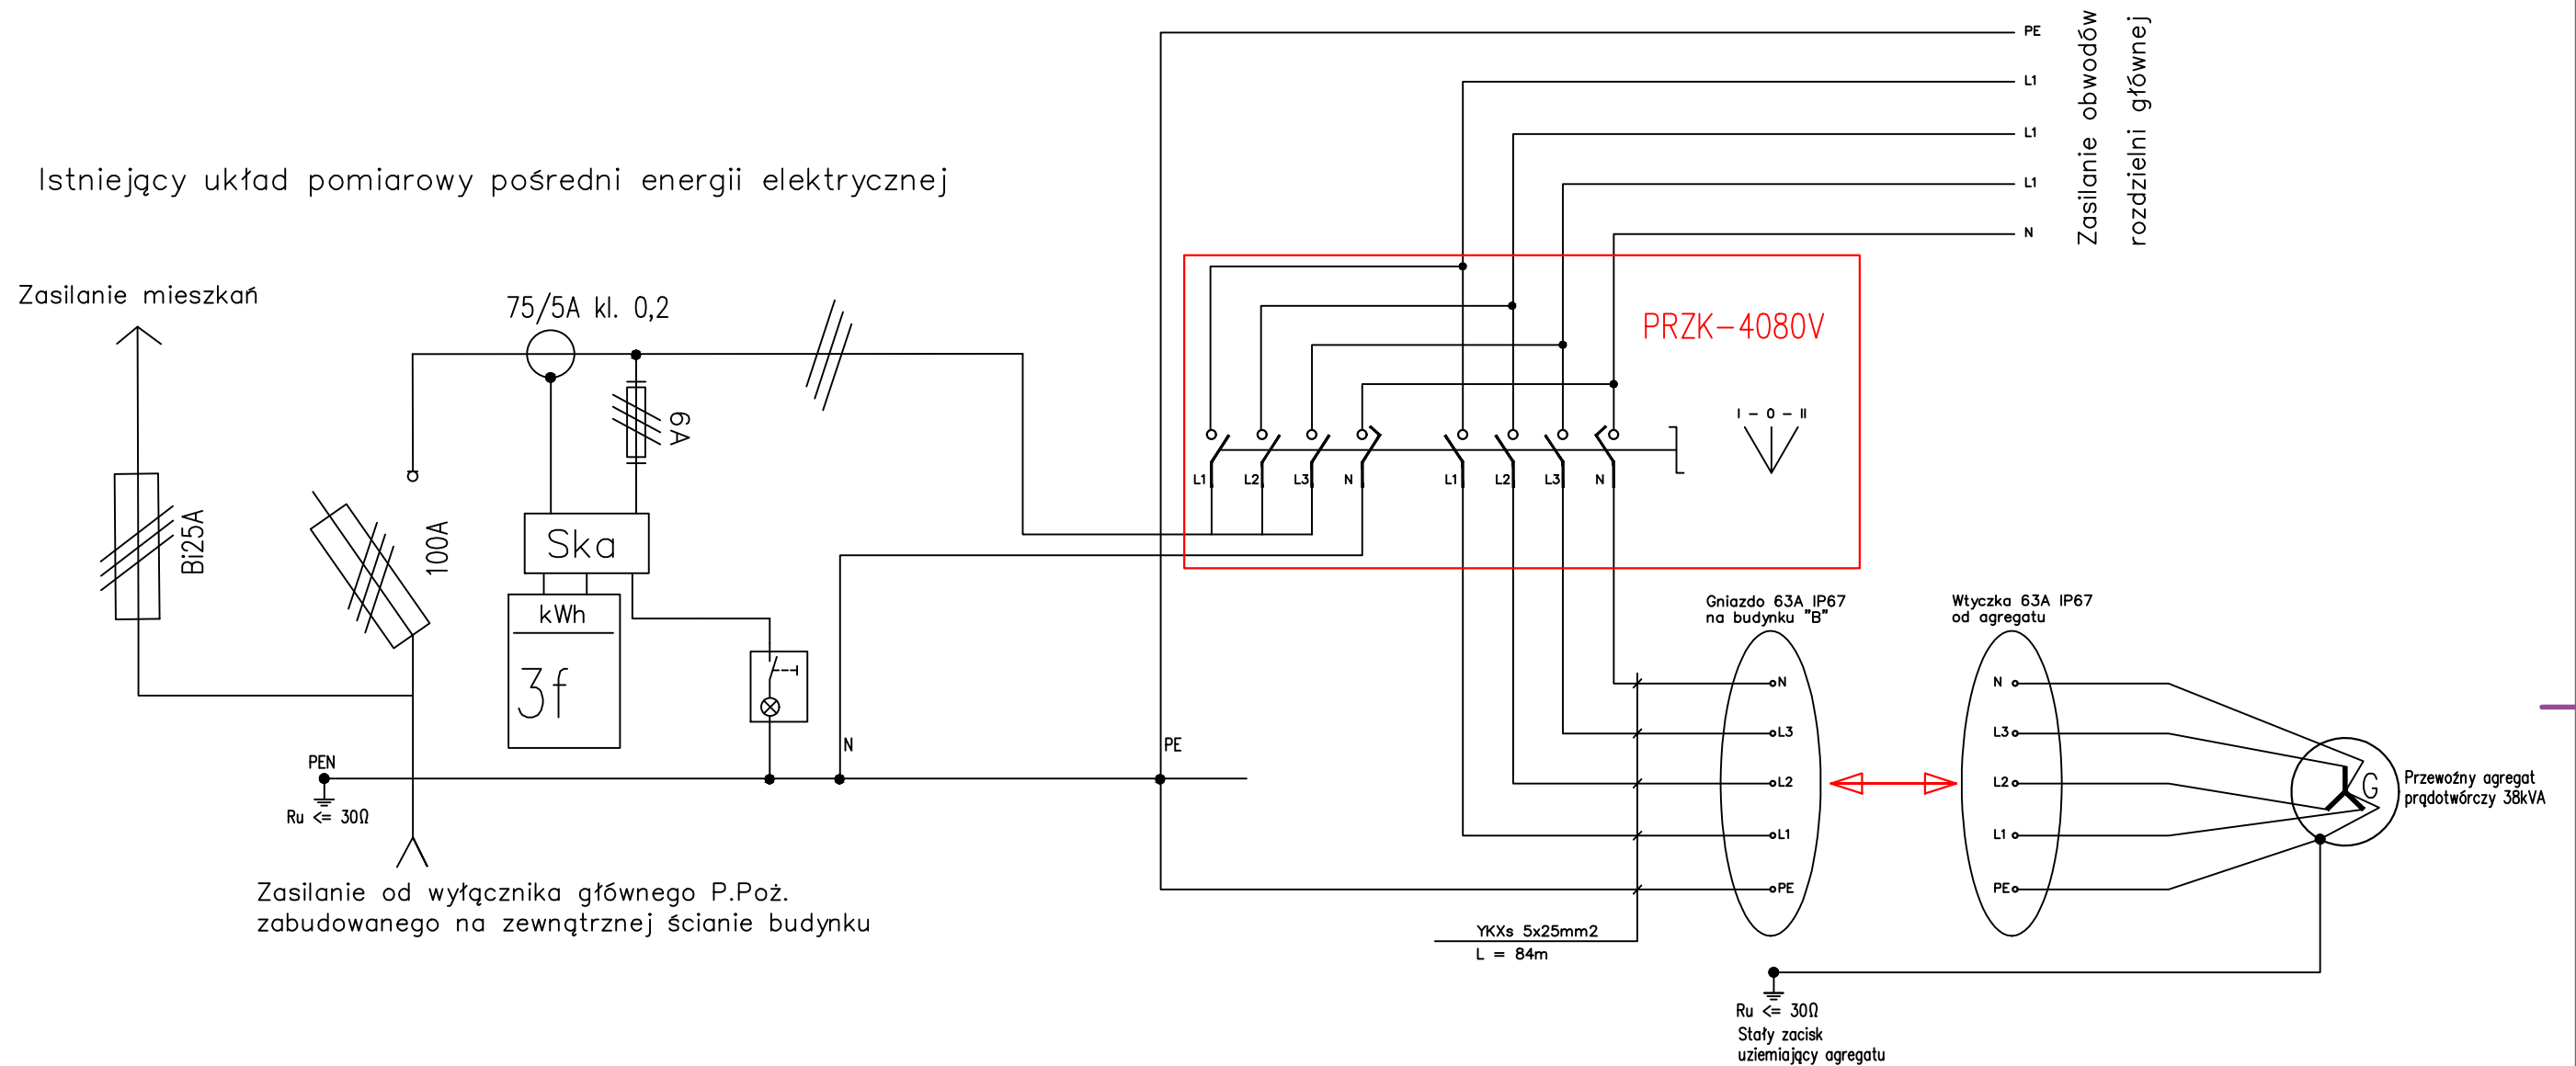 Istniejący układ pomiarowy pośredni energii elektrycznej
Zasilanie mieszkań
75/5A kl. 0,2
6A
Bi25A
100A
Ska
kWh
3f
PEN
Ru <= 30Ω
N
PE
Zasilanie od wyłącznika głównego P.Poż.
zabudowanego na zewnątrznej ścianie budynku
PE
L1
L1
L1
N
Zasilanie obwodów
rozdzielni głównej
PRZK-4080V
I - 0 - II
L1
L2
L3
N
L1
L2
L3
N
Gniazdo 63A IP67
na budynku "B"
N
L3
L2
L1
PE
Wtyczka 63A IP67
od agregatu
N
L3
L2
L1
PE
G
Przewoźny agregat
prądotwórczy 38kVA
YKXs 5x25mm2
L = 84m
Ru <= 30Ω
Stały zacisk
uziemiający agregatu